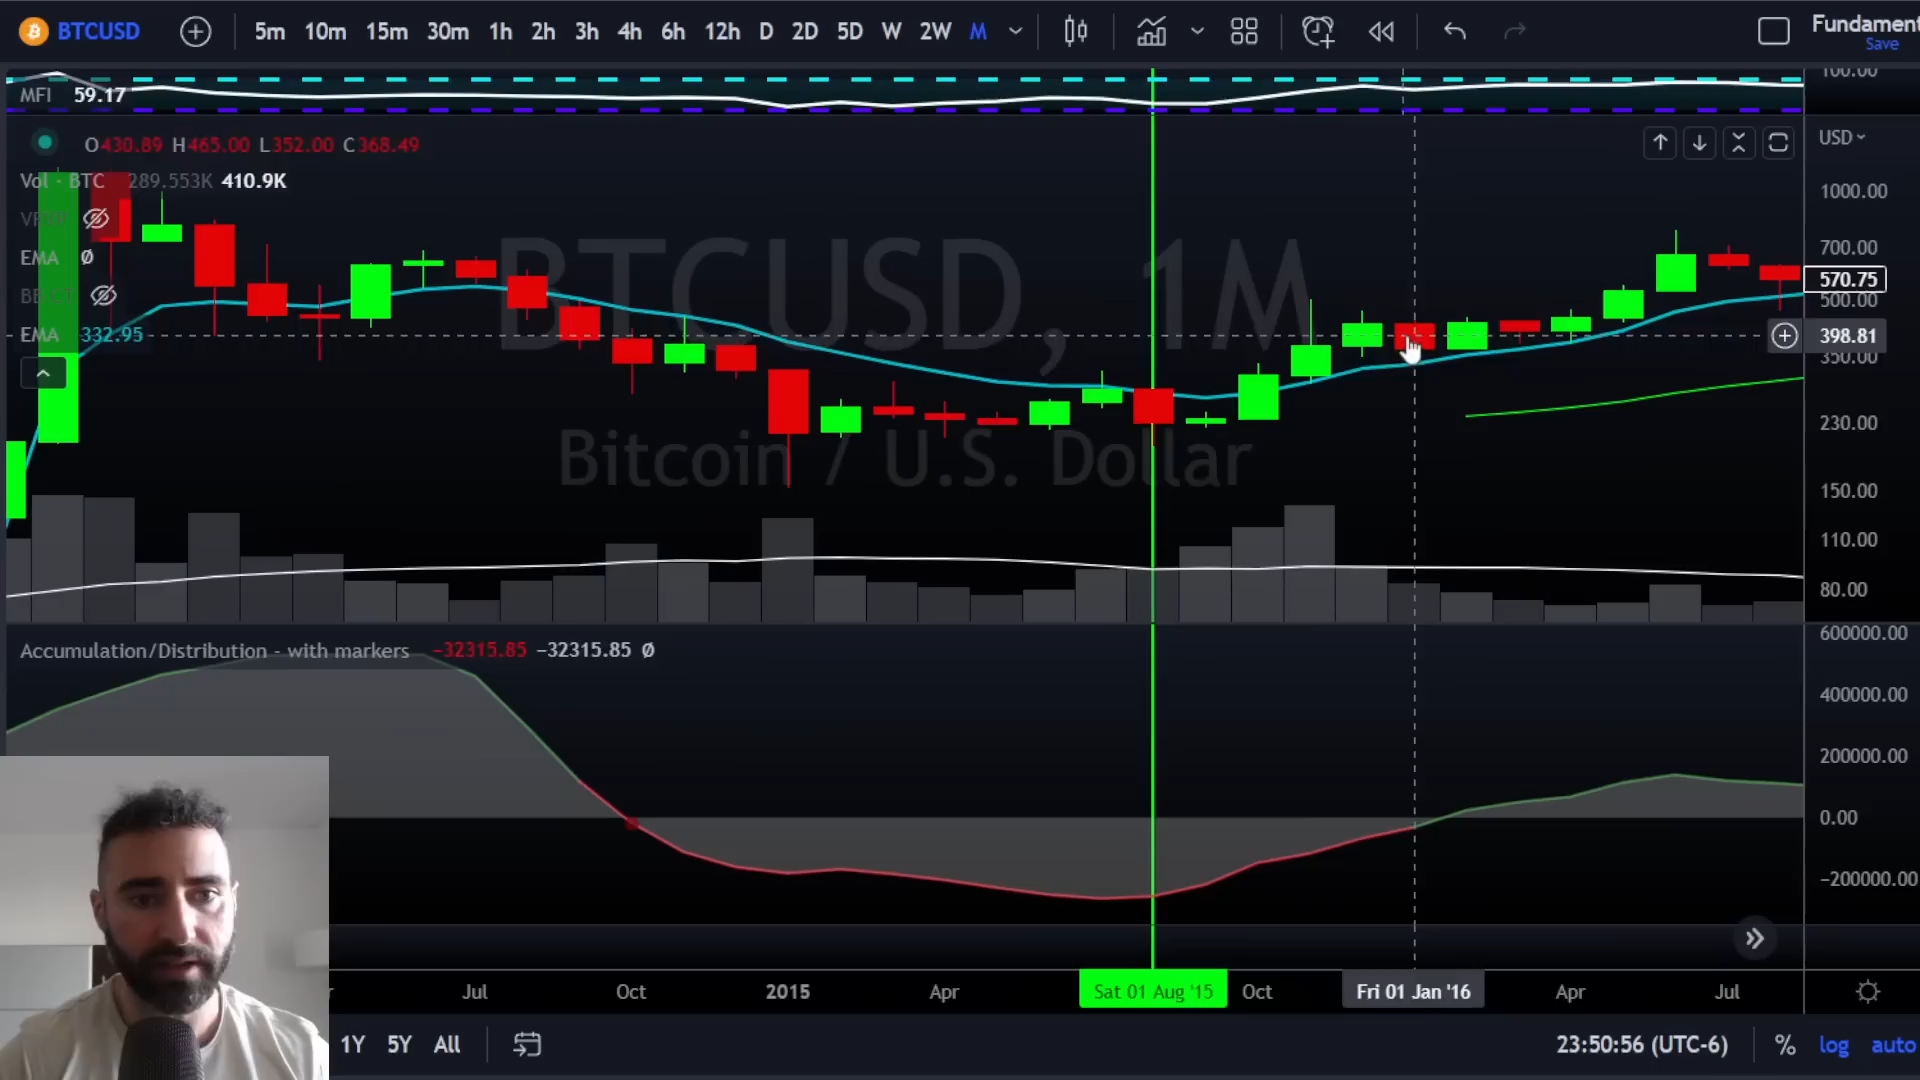 BTCUSD 5m 10m 15m 30m 1h 2h 3h 4h 6h 12h D 2D 5D W 2W M Fundament
Save
MFI 59.17 100.00
O430.89 H465.00 L352.00 C368.49 USD
Vol · BTC 289.553K 410.9K
1000.00
EMA Ø
700.00
570.75
500.00
EMA 332.95
398.81
350.00
230.00
150.00
110.00
80.00
BTCUSD, 1M
Bitcoin / U.S. Dollar
Accumulation/Distribution - with markers -32315.85 -32315.85 Ø
600000.00
400000.00
200000.00
0.00
-200000.00
Jul Oct 2015 Apr Sat 01 Aug '15 Oct Fri 01 Jan '16 Apr Jul
1Y 5Y All 23:50:56 (UTC-6) % log auto